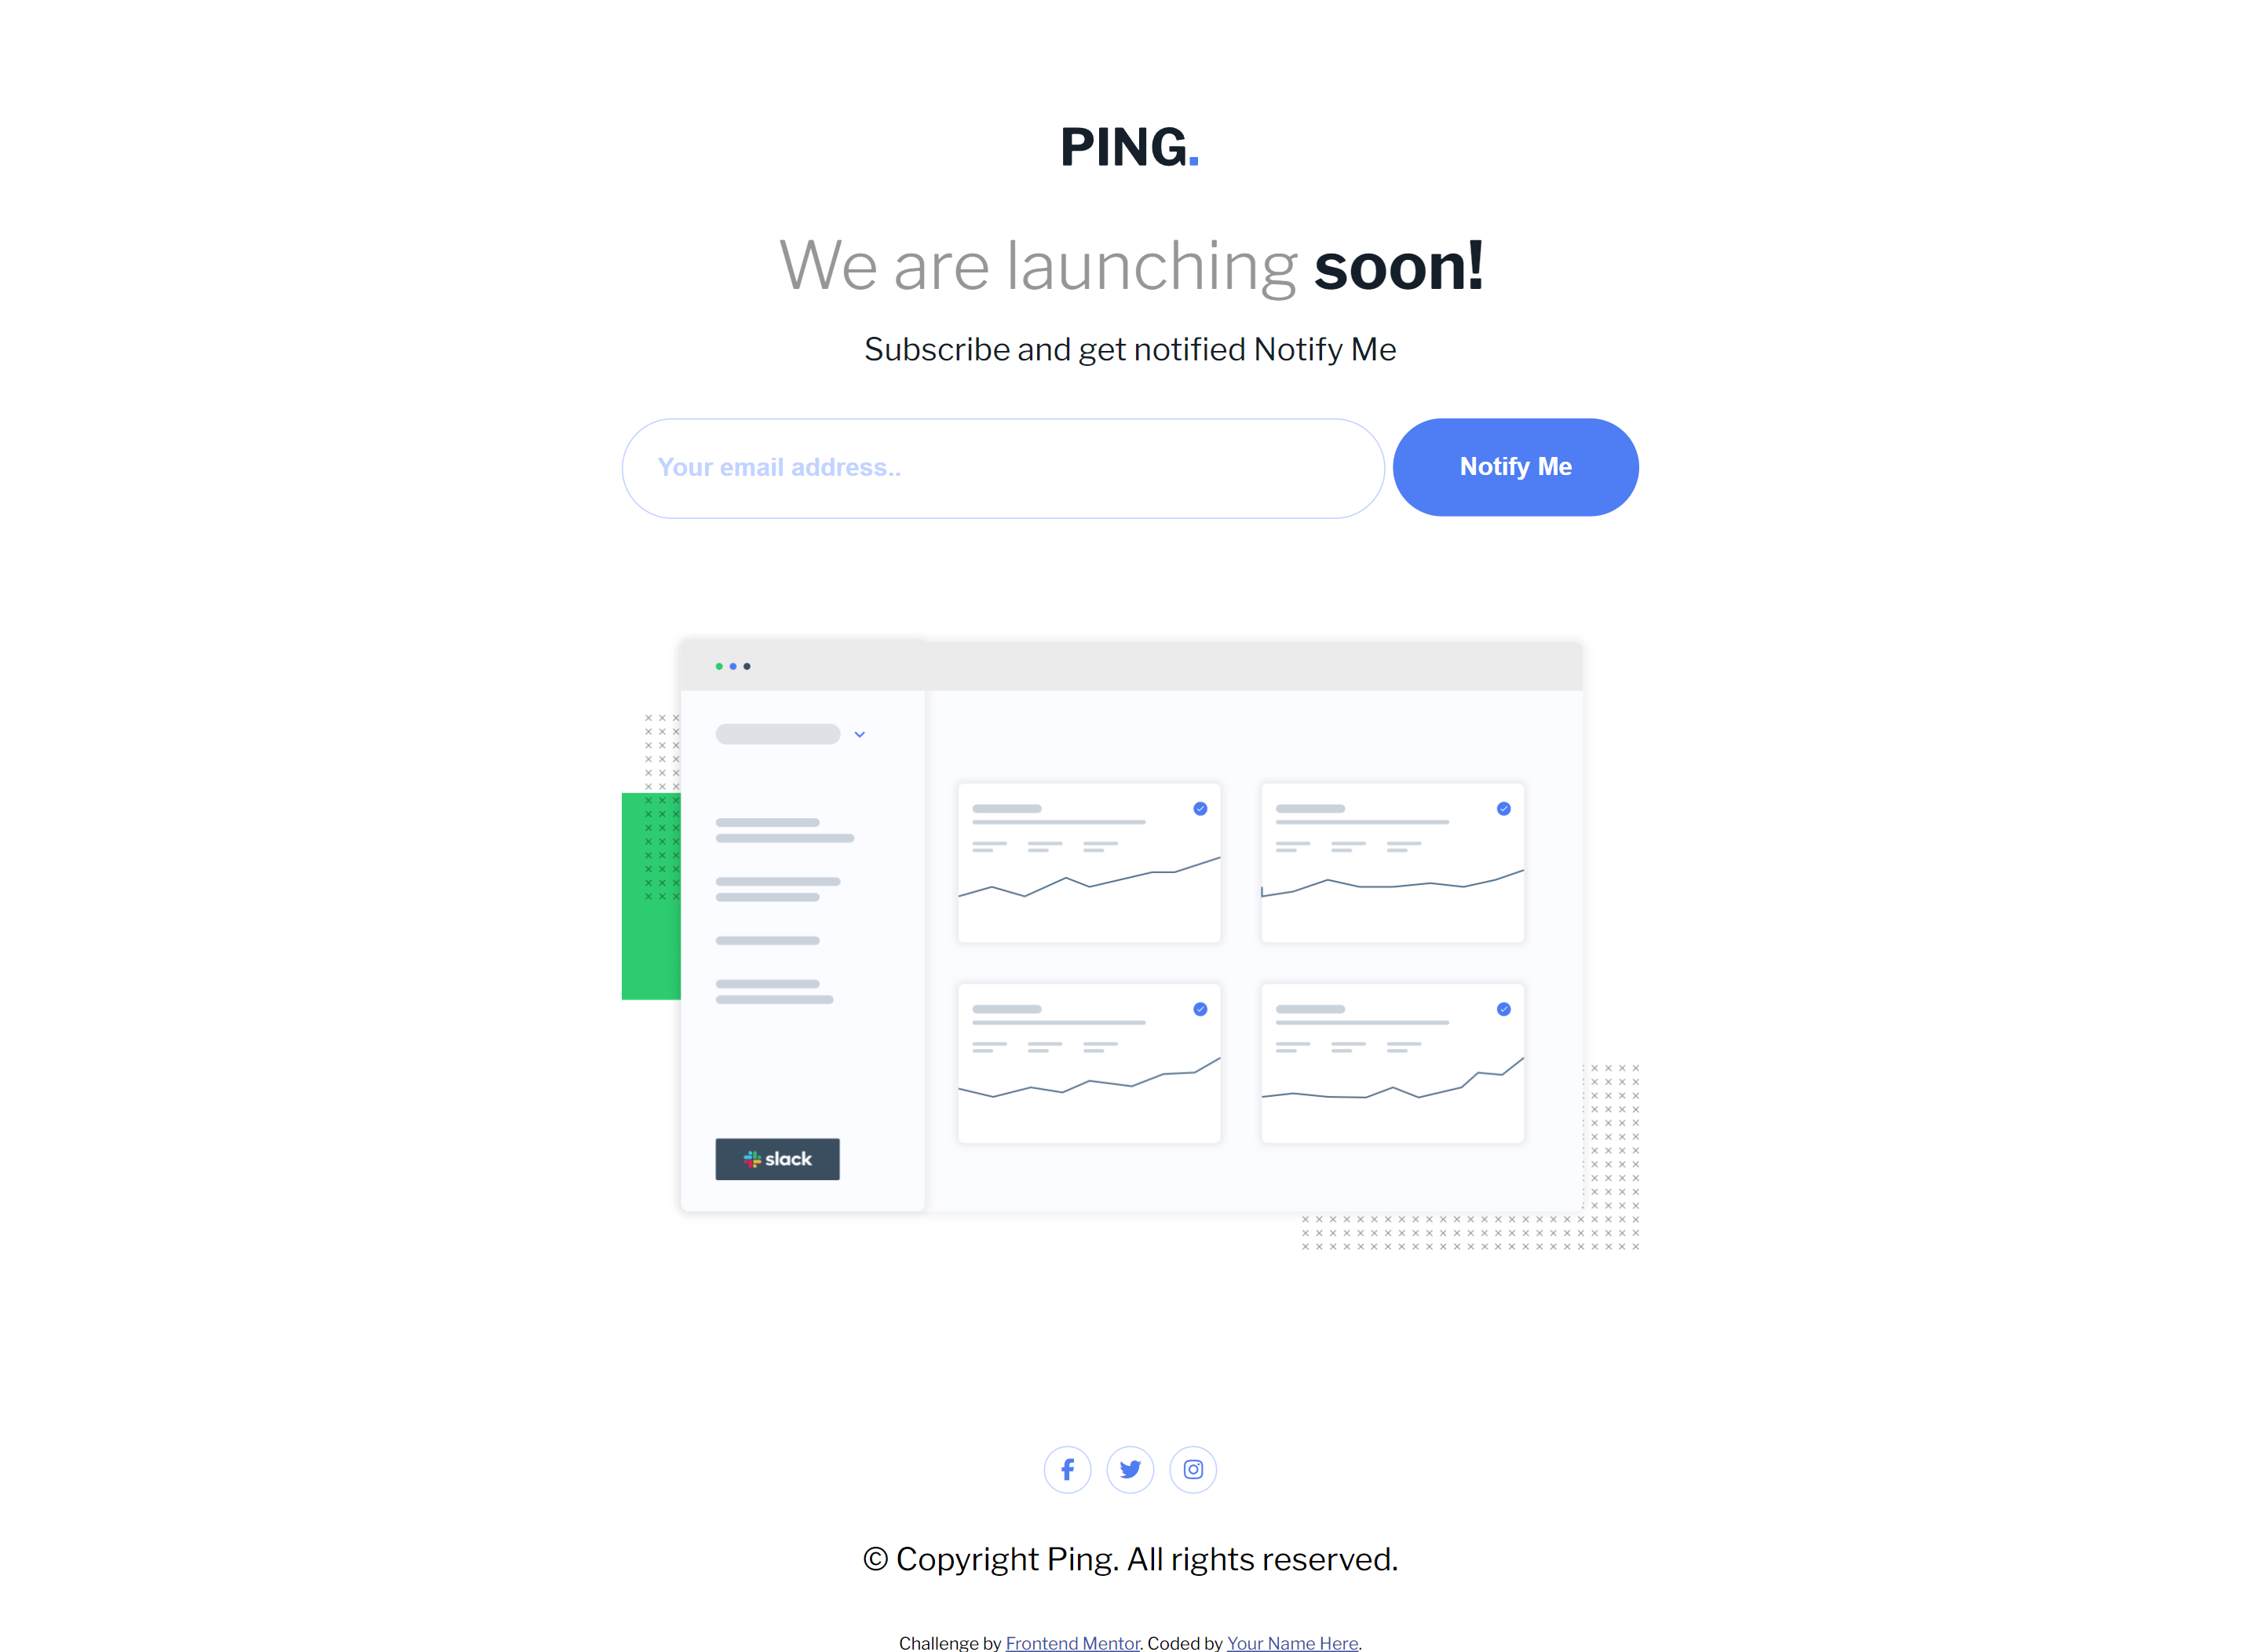 PING.
We are launching soon!
Subscribe and get notified Notify Me
Your email address..
Notify Me
slack
© Copyright Ping. All rights reserved.
Challenge by Frontend Mentor. Coded by Your Name Here.